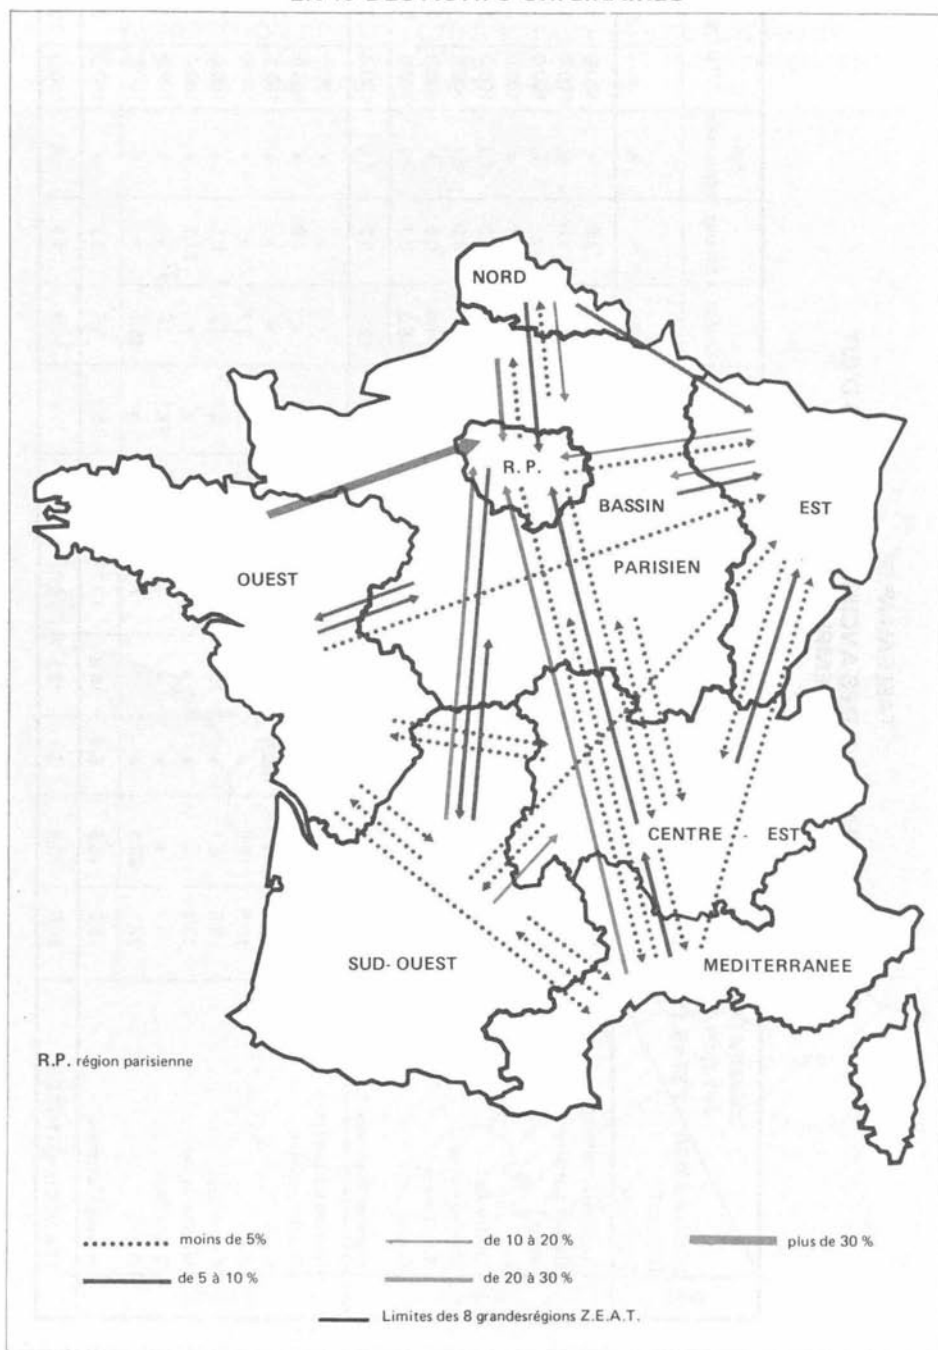 NORD
R.P.
BASSIN
PARISIEN
EST
OUEST
CENTRE - EST
SUD-OUEST
MEDITERRANEE
R.P. région parisienne
moins de 5%
de 10 à 20 %
plus de 30 %
de 5 à 10 %
de 20 à 30 %
Limites des 8 grandesrégions Z.E.A.T.